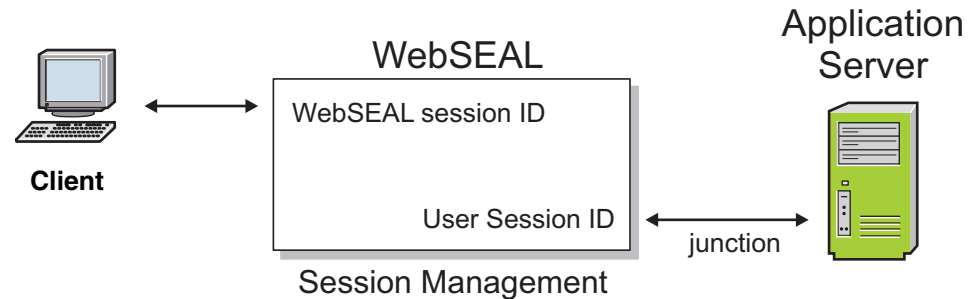 Application
Server
WebSEAL
WebSEAL session ID
Client
User Session ID
junction
Session Management